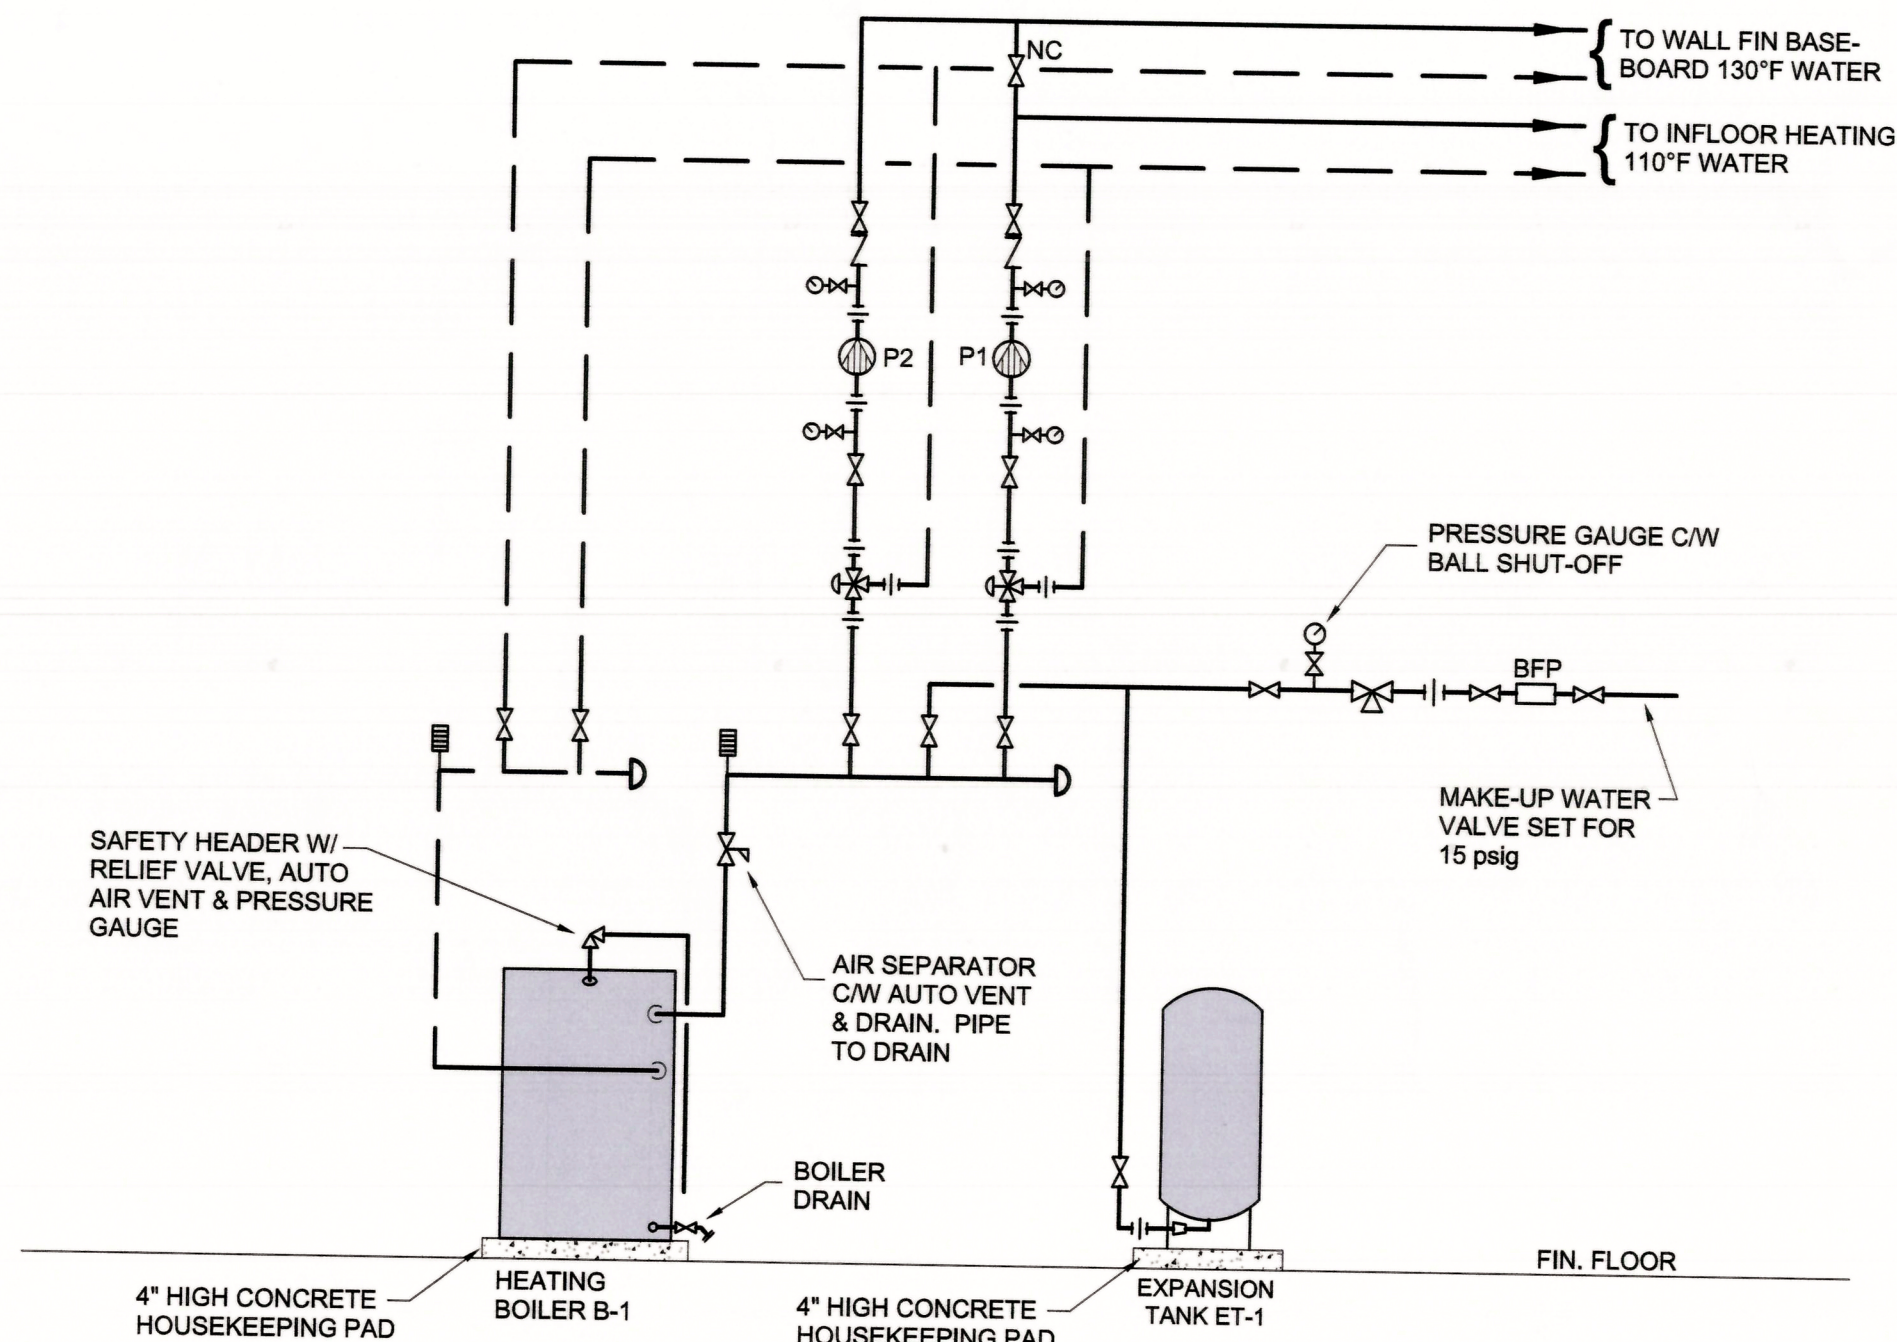 NC
TO WALL FIN BASE-
BOARD 130°F WATER
TO INFLOOR HEATING
110°F WATER
P2
P1
PRESSURE GAUGE C/W
BALL SHUT-OFF
BFP
MAKE-UP WATER
VALVE SET FOR
15 psig
SAFETY HEADER W/
RELIEF VALVE, AUTO
AIR VENT & PRESSURE
GAUGE
AIR SEPARATOR
C/W AUTO VENT
& DRAIN. PIPE
TO DRAIN
BOILER
DRAIN
FIN. FLOOR
4" HIGH CONCRETE
HOUSEKEEPING PAD
HEATING
BOILER B-1
4" HIGH CONCRETE
HOUSEKEEPING PAD
EXPANSION
TANK ET-1